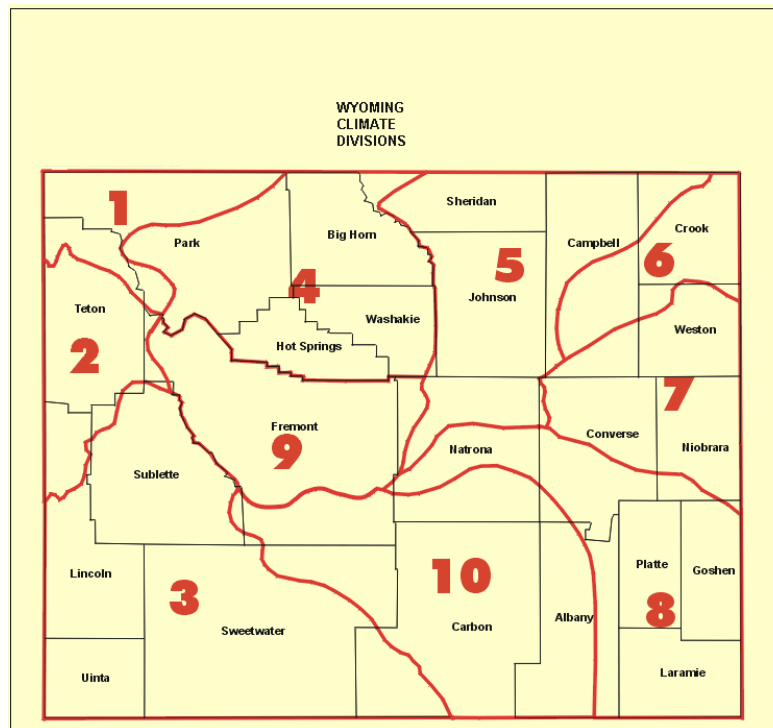 WYOMING
CLIMATE
DIVISIONS
1
Sheridan
Crook
Park
Big Horn
Campbell
5
6
4
Johnson
Teton
Washakie
Weston
2
Hot Springs
7
Fremont
9
Converse
Natrona
Niobrara
Sublette
Platte
Goshen
Lincoln
10
3
8
Albany
Sweetwater
Carbon
Uinta
Laramie